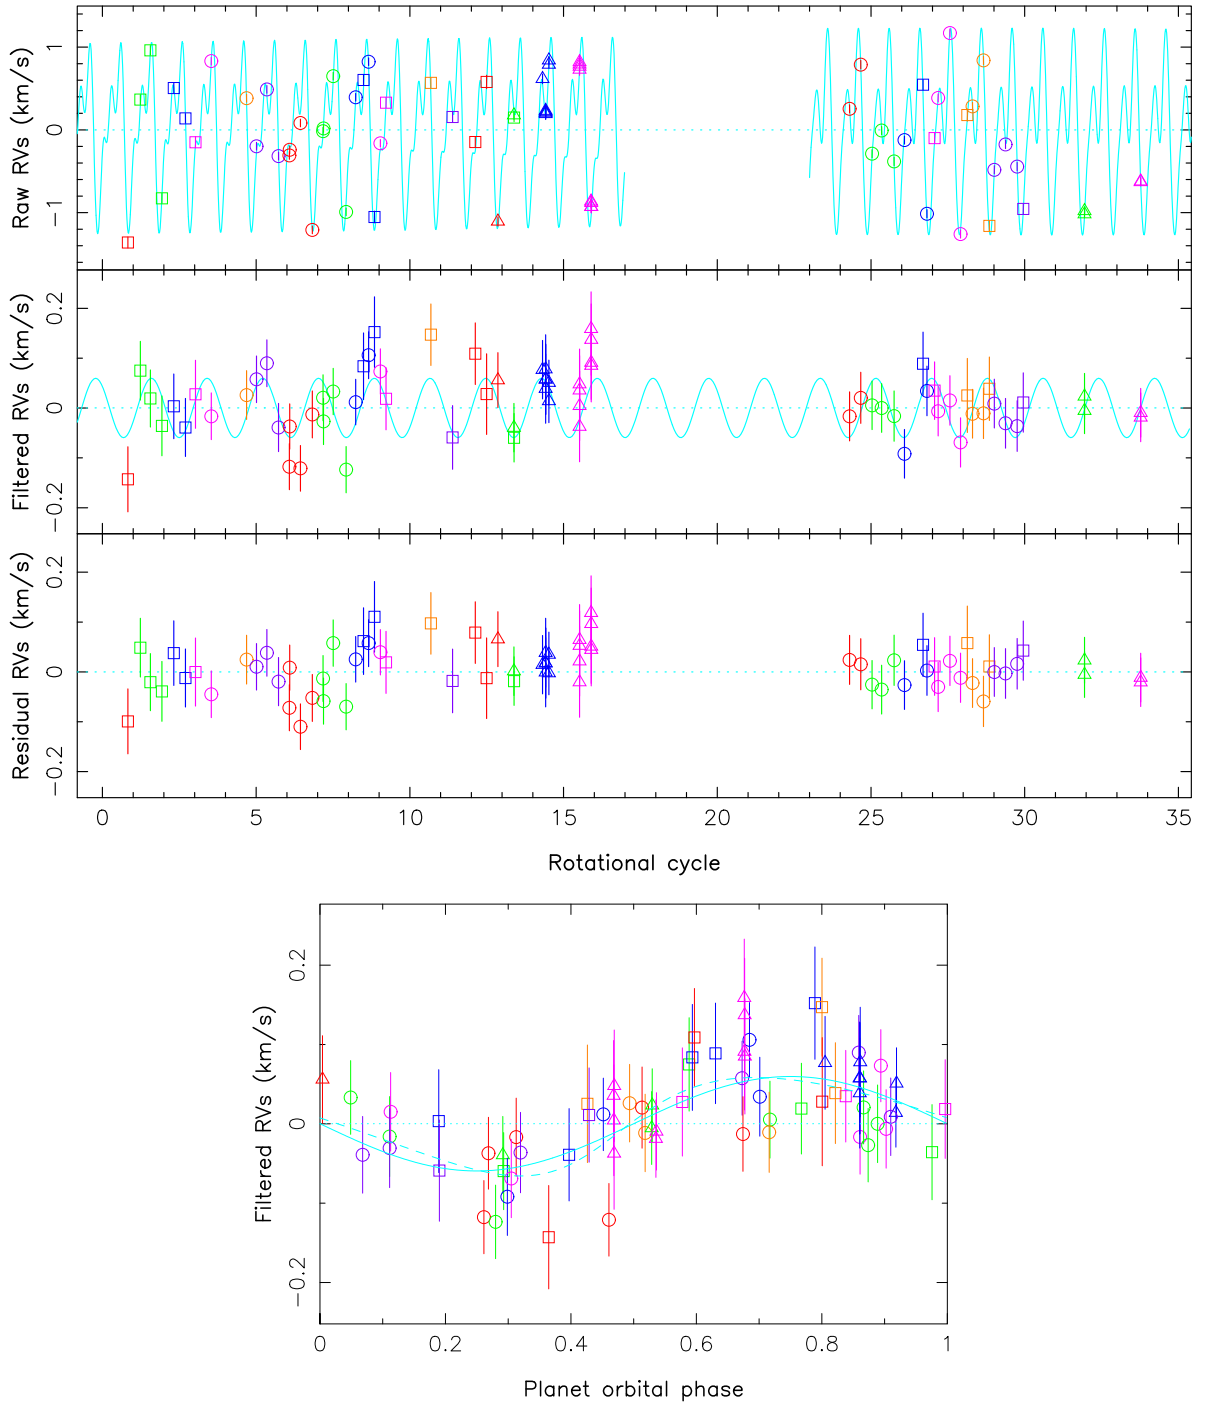 1
0
−1
Raw RVs (km/s)
0.2
0
−0.2
Filtered RVs (km/s)
0.2
0
−0.2
Residual RVs (km/s)
0 5 10 15 20 25 30 35
Rotational cycle
0.2
0
−0.2
Filtered RVs (km/s)
0 0.2 0.4 0.6 0.8 1
Planet orbital phase